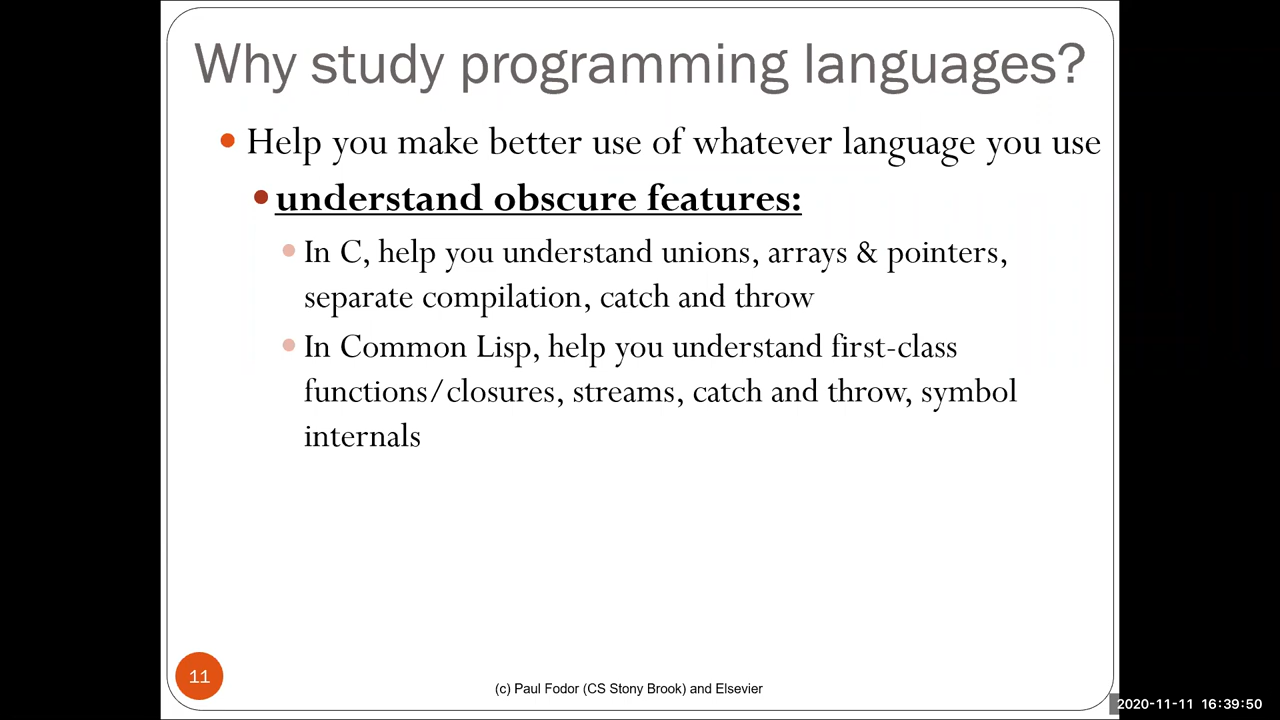 Why study programming languages?
Help you make better use of whatever language you use
understand obscure features:
In C, help you understand unions, arrays & pointers,
separate compilation, catch and throw
In Common Lisp, help you understand first-class
functions/closures, streams, catch and throw, symbol
internals
11
(c) Paul Fodor (CS Stony Brook) and Elsevier
2020-11-11 16:39:50